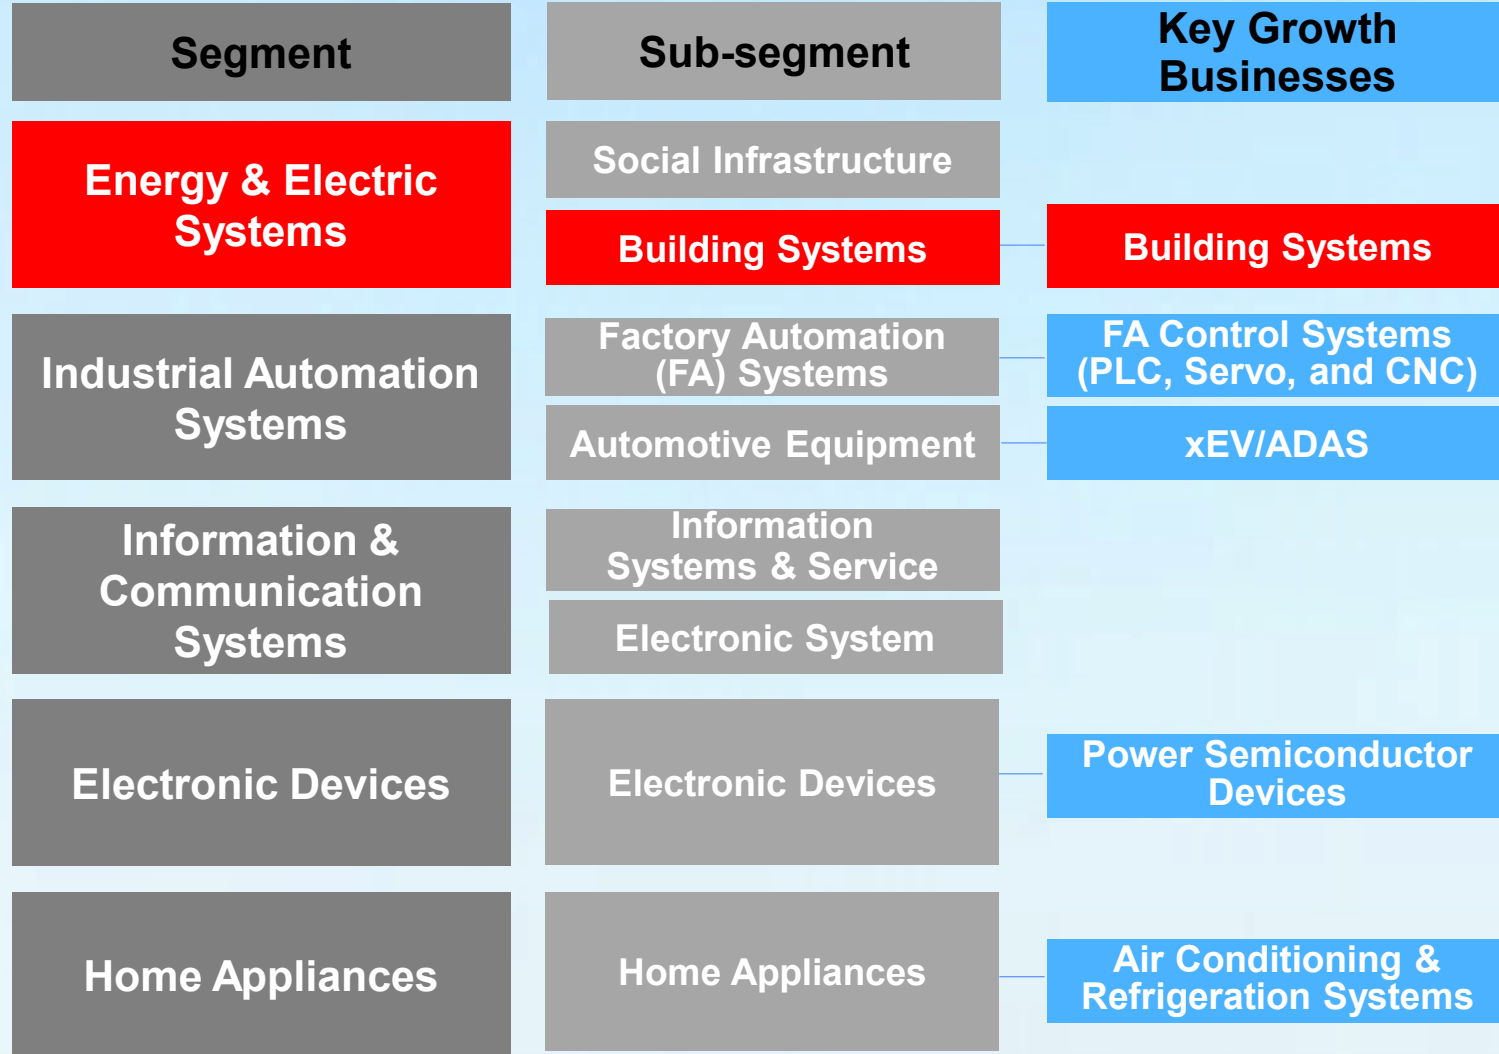 Segment
Sub-segment
Key Growth
Businesses
Energy & Electric
Systems
Social Infrastructure
Building Systems
Building Systems
Industrial Automation
Systems
Factory Automation
(FA) Systems
FA Control Systems
(PLC, Servo, and CNC)
Automotive Equipment
xEV/ADAS
Information &
Communication
Systems
Information
Systems & Service
Electronic System
Electronic Devices
Electronic Devices
Power Semiconductor
Devices
Home Appliances
Home Appliances
Air Conditioning &
Refrigeration Systems